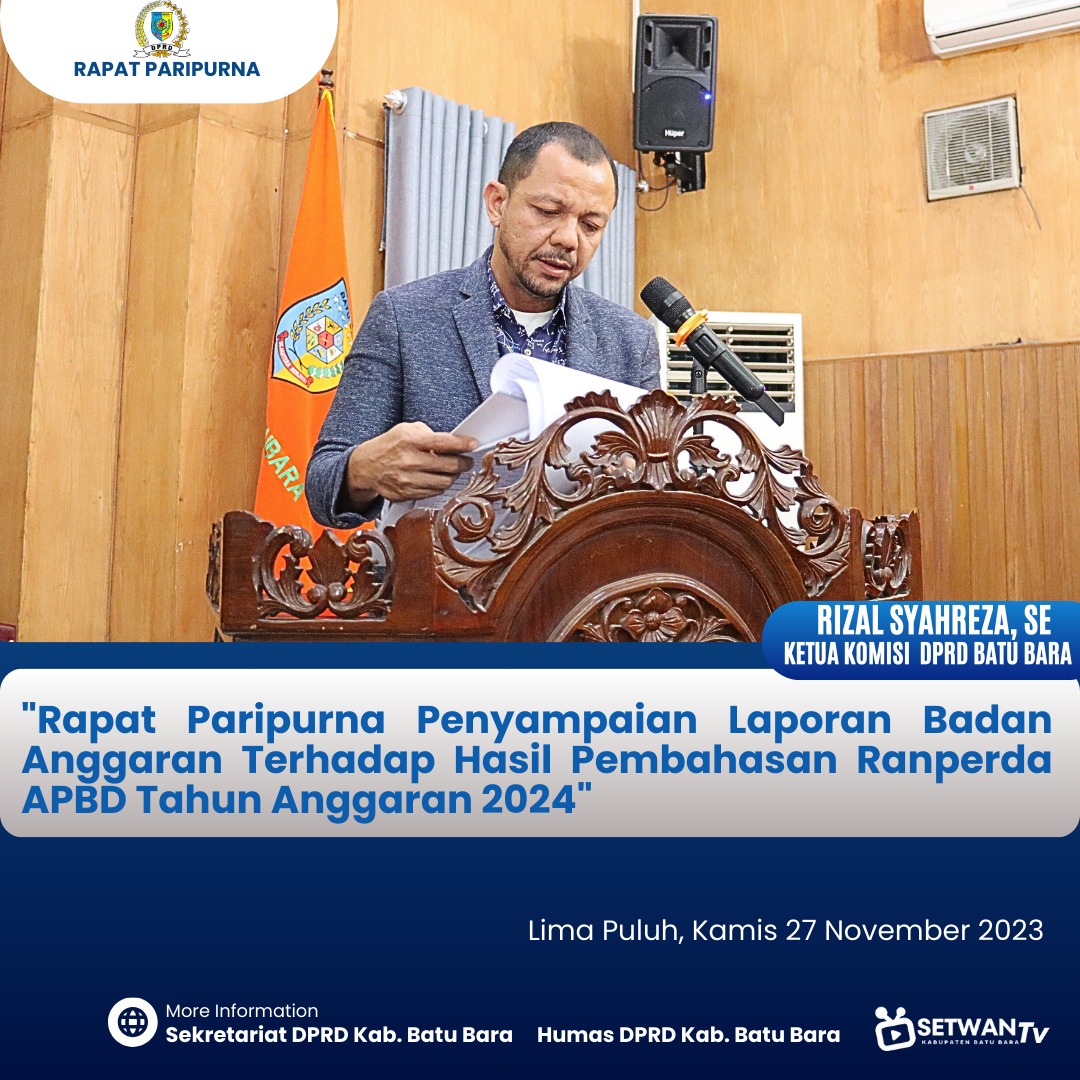 DPRD
RAPAT PARIPURNA
Hüper
BARA
RIZAL SYAHREZA, SE
KETUA KOMISI DPRD BATU BARA
"Rapat Paripurna Penyampaian Laporan Badan
Anggaran Terhadap Hasil Pembahasan Ranperda
APBD Tahun Anggaran 2024"
Lima Puluh, Kamis 27 November 2023
More Information
Sekretariat DPRD Kab. Batu Bara Humas DPRD Kab. Batu Bara
SETWAN TV
KABUPATEN BATU BARA